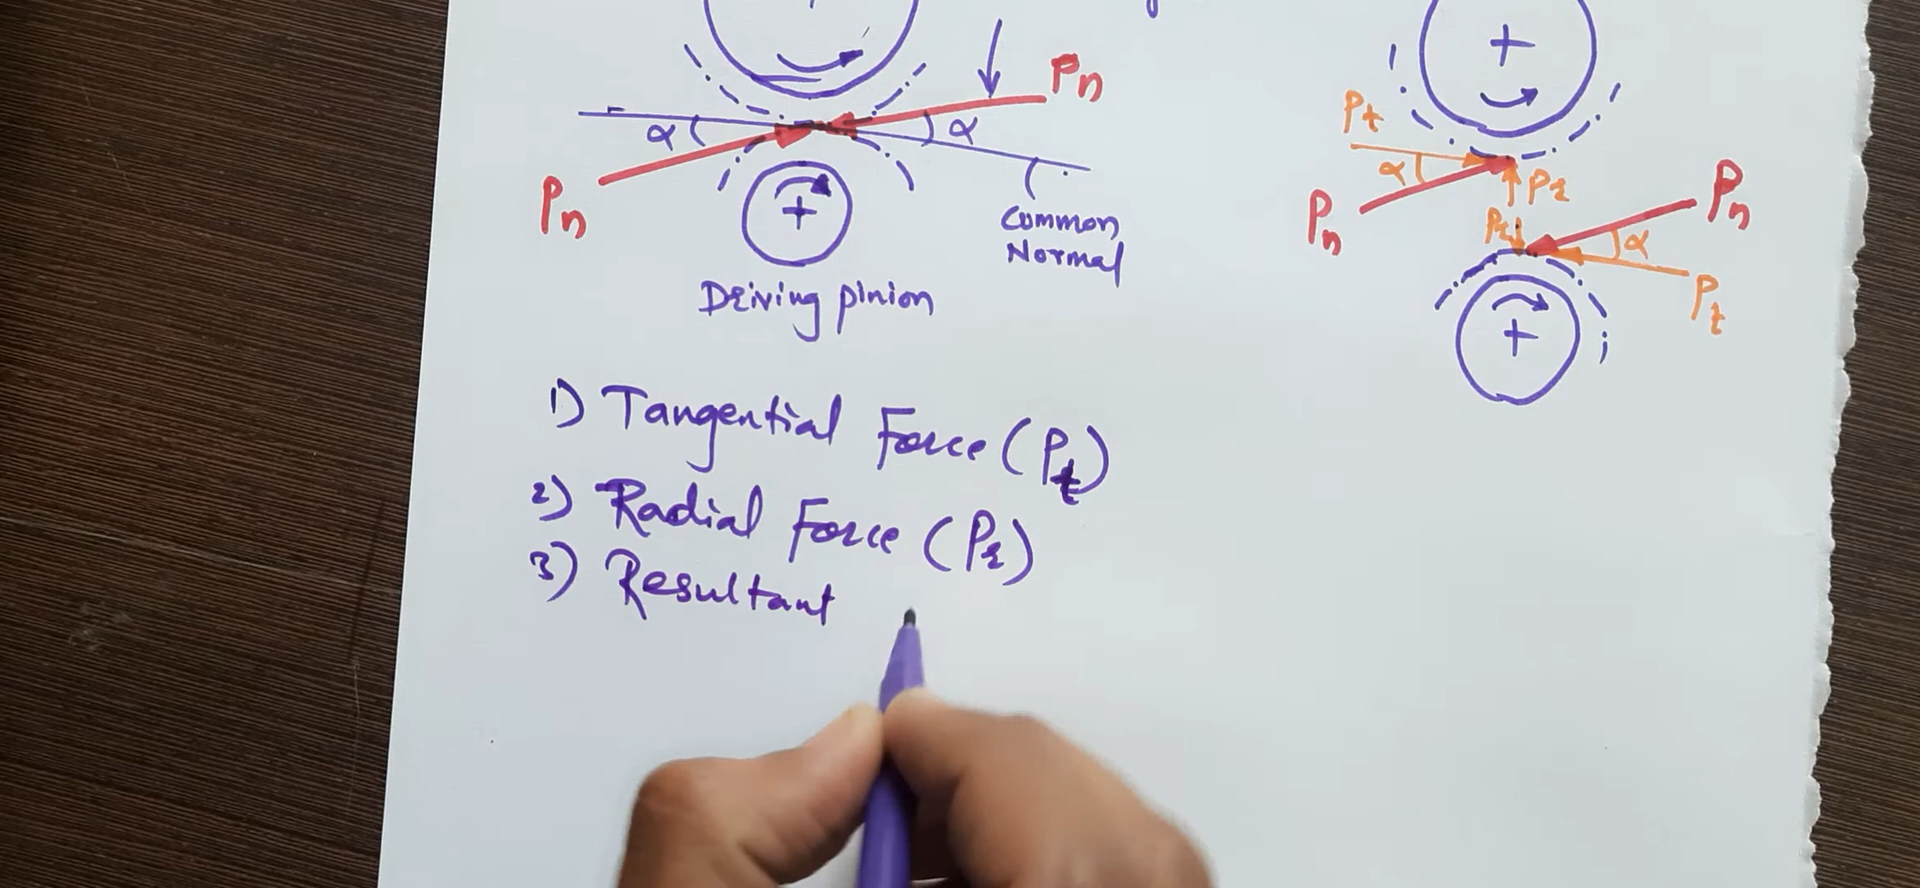 Pn
α
α
Pn
Common
Normal
Driving pinion
Pt
α
Pn
Pr
Pr
Pn
α
Pt
1) Tangential Force (Pt)
2) Radial Force (Pr)
3) Resultant